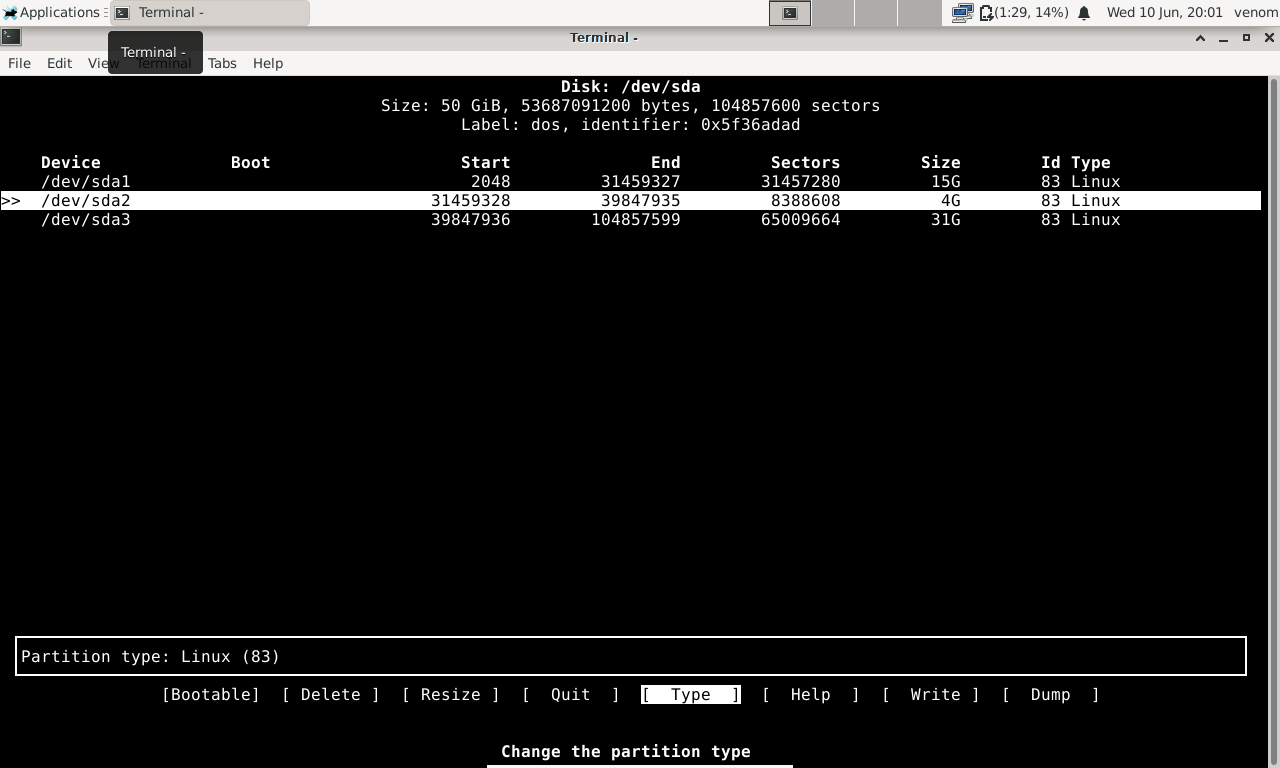 Applications Terminal - (1:29, 14%) Wed 10 Jun, 20:01 venom
Terminal -
Terminal -
File Edit View Terminal Tabs Help
Disk: /dev/sda
Size: 50 GiB, 53687091200 bytes, 104857600 sectors
Label: dos, identifier: 0x5f36adad
Device Boot Start End Sectors Size Id Type
/dev/sda1 2048 31459327 31457280 15G 83 Linux
>> /dev/sda2 31459328 39847935 8388608 4G 83 Linux
/dev/sda3 39847936 104857599 65009664 31G 83 Linux
Partition type: Linux (83)
[Bootable] [ Delete ] [ Resize ] [ Quit ] [ Type ] [ Help ] [ Write ] [ Dump ]
Change the partition type